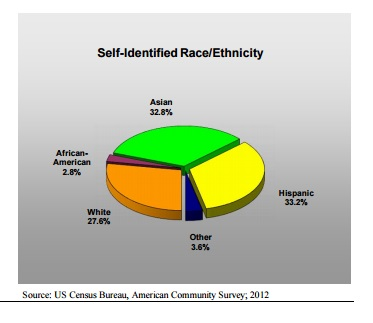 Self-Identified Race/Ethnicity
Asian
32.8%
African-
American
2.8%
Hispanic
33.2%
White
27.6%
Other
3.6%
Source: US Census Bureau, American Community Survey; 2012